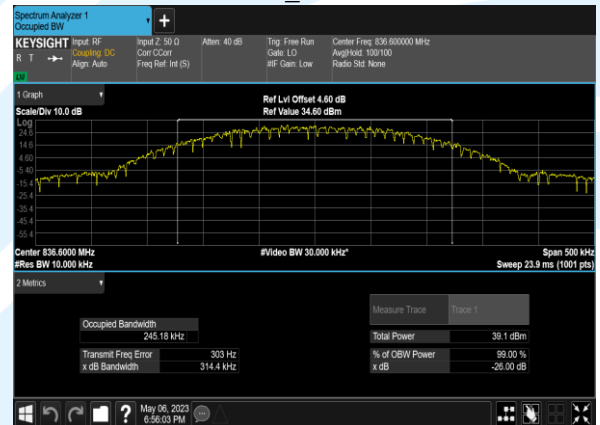 Spectrum Analyzer 1
Occupied BW
KEYSIGHT
R T
LVI
Input: RF
Coupling: DC
Align: Auto
Input Z: 50 Ω
Corr CCorr
Freq Ref: Int (S)
Atten: 40 dB
Trig: Free Run
Gate: LO
#IF Gain: Low
Center Freq: 836.600000 MHz
Avg|Hold: 100/100
Radio Std: None
1 Graph
Scale/Div 10.0 dB
Ref Lvl Offset 4.60 dB
Ref Value 34.60 dBm
Log
24.6
14.6
4.60
-5.40
-15.4
-25.4
-35.4
-45.4
-55.4
Center 836.6000 MHz
#Res BW 10.000 kHz
#Video BW 30.000 kHz*
Span 500 kHz
Sweep 23.9 ms (1001 pts)
2 Metrics
Measure Trace Trace 1
Occupied Bandwidth
245.18 kHz
Total Power 39.1 dBm
Transmit Freq Error 303 Hz
% of OBW Power 99.00 %
x dB Bandwidth 314.4 kHz
x dB -26.00 dB
?
May 06, 2023
6:56:03 PM